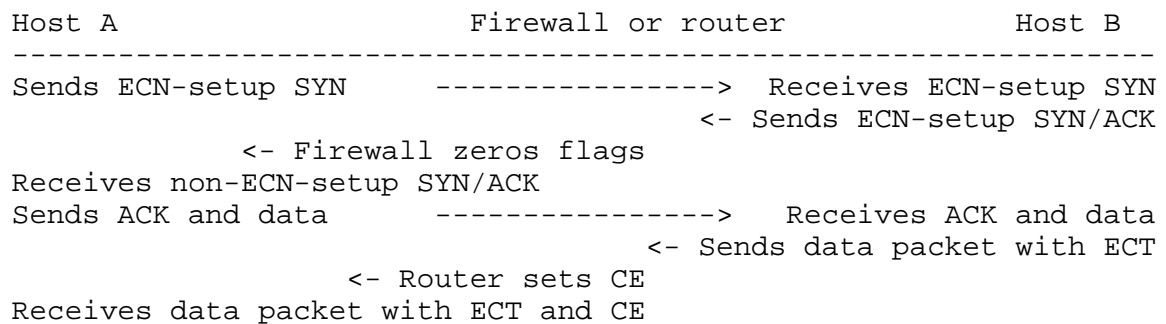 Host A                    Firewall or router             Host B
-----------------------------------------------------------------
Sends ECN-setup SYN     ----------------> Receives ECN-setup SYN
                                       <- Sends ECN-setup SYN/ACK
             <- Firewall zeros flags
Receives non-ECN-setup SYN/ACK
Sends ACK and data      ---------------->   Receives ACK and data
                                    <- Sends data packet with ECT
                   <- Router sets CE
Receives data packet with ECT and CE